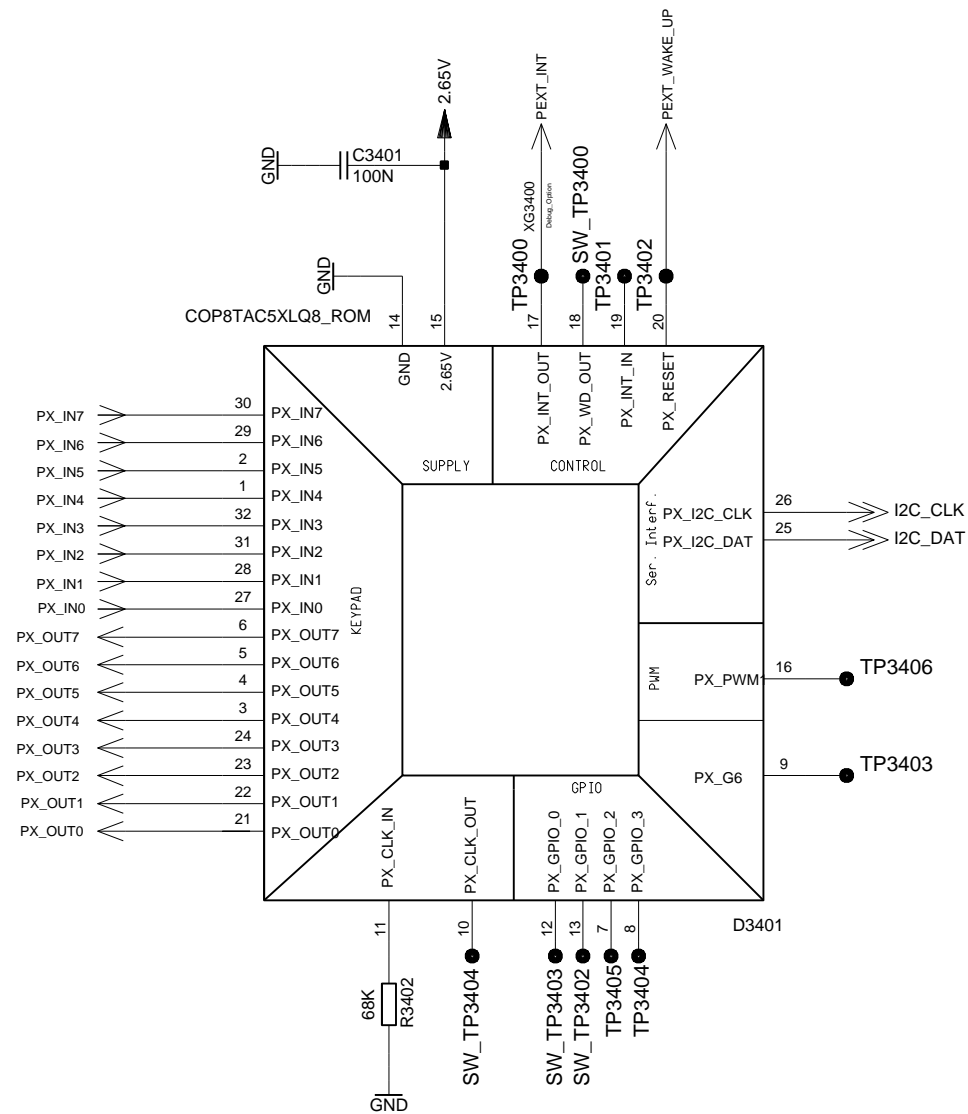 PEXT_INT
PEXT_WAKE_UP
2.65V
GND
C3401
100N
XG3400
Debug_Option
SW_TP3400
GND
TP3400
TP3401
TP3402
COP8TAC5XLQ8_ROM
14
15
17
18
19
20
GND
2.65V
PX_INT_OUT
PX_WD_OUT
PX_INT_IN
PX_RESET
SUPPLY
CONTROL
PX_IN7 30 PX_IN7
PX_IN6 29 PX_IN6
PX_IN5 2 PX_IN5
PX_IN4 1 PX_IN4
PX_IN3 32 PX_IN3
PX_IN2 31 PX_IN2
PX_IN1 28 PX_IN1
PX_IN0 27 PX_IN0
PX_OUT7 6 PX_OUT7
PX_OUT6 5 PX_OUT6
PX_OUT5 4 PX_OUT5
PX_OUT4 3 PX_OUT4
PX_OUT3 24 PX_OUT3
PX_OUT2 23 PX_OUT2
PX_OUT1 22 PX_OUT1
PX_OUT0 21 PX_OUT0
KEYPAD
Ser. Interf.
PX_I2C_CLK 26 I2C_CLK
PX_I2C_DAT 25 I2C_DAT
PWM
PX_PWM1 16 TP3406
PX_G6 9 TP3403
GPIO
PX_CLK_IN
PX_CLK_OUT
PX_GPIO_0
PX_GPIO_1
PX_GPIO_2
PX_GPIO_3
D3401
11
10
12
13
7
8
68K
R3402
SW_TP3404
SW_TP3403
SW_TP3402
TP3405
TP3404
GND